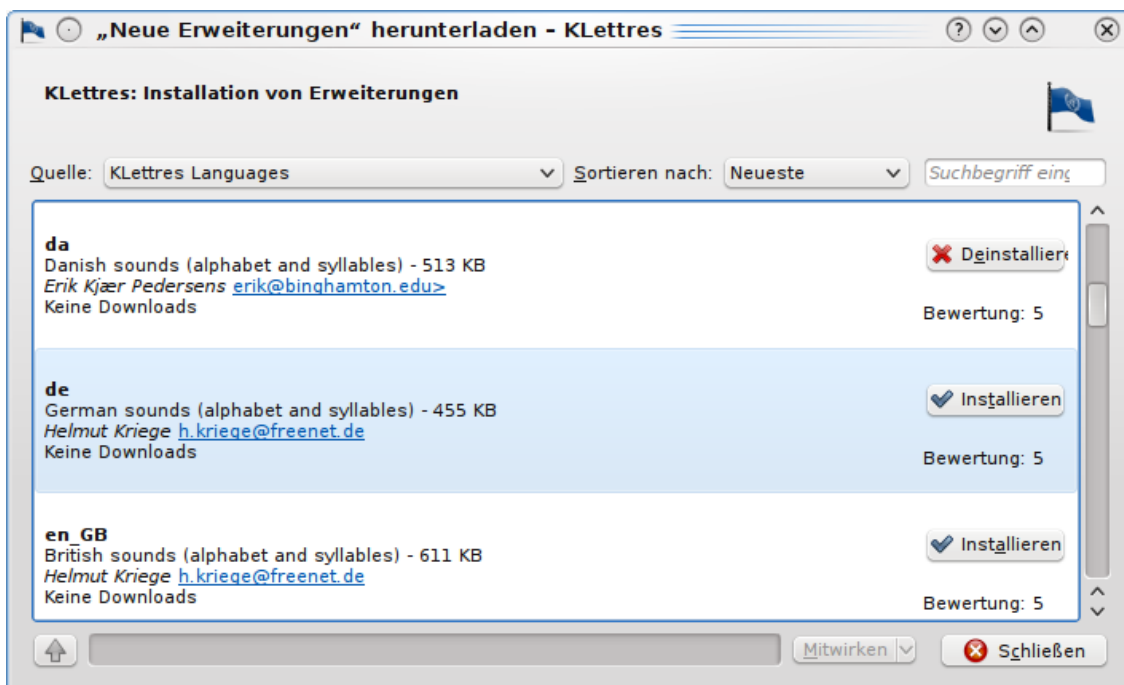 „Neue Erweiterungen“ herunterladen – KLettres
KLettres: Installation von Erweiterungen
Quelle: KLettres Languages Sortieren nach: Neueste Suchbegriff eing
da
Danish sounds (alphabet and syllables) - 513 KB
Erik Kjær Pedersens erik@binghamton.edu>
Keine Downloads
Deinstalliere
Bewertung: 5
de
German sounds (alphabet and syllables) - 455 KB
Helmut Kriege h.kriege@freenet.de
Keine Downloads
Installieren
Bewertung: 5
en_GB
British sounds (alphabet and syllables) - 611 KB
Helmut Kriege h.kriege@freenet.de
Keine Downloads
Installieren
Bewertung: 5
Mitwirken Schließen